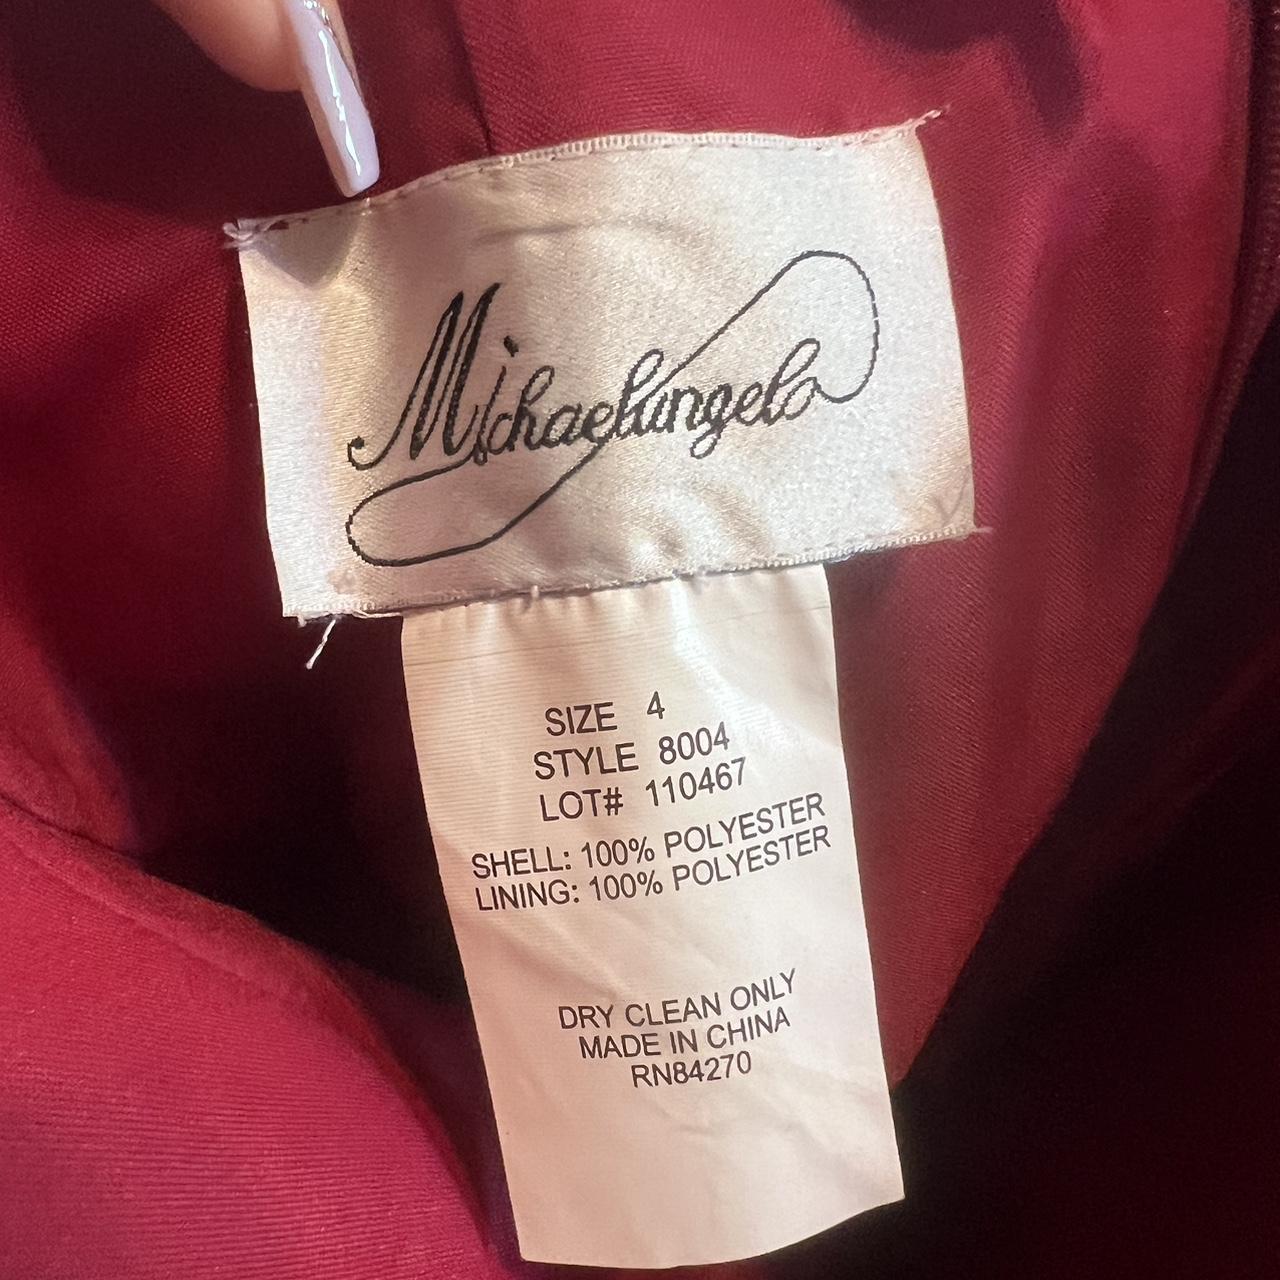 Michaelangelo
SIZE 4
STYLE 8004
LOT# 110467
SHELL: 100% POLYESTER
LINING: 100% POLYESTER
DRY CLEAN ONLY
MADE IN CHINA
RN84270